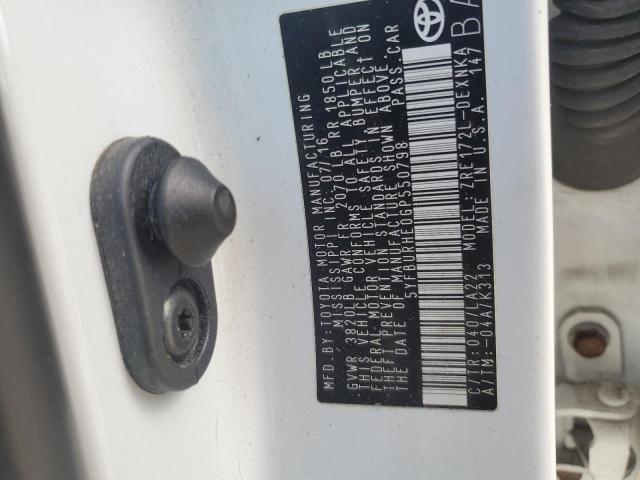 MFD.BY:TOYOTA MOTOR MANUFACTURING
MISSISSIPPI INC. 07/16
GVWR 3820LB GAWR FR 2070LB RR 1850LB
THIS VEHICLE CONFORMS TO ALL APPLICABLE
FEDERAL MOTOR VEHICLE SAFETY, BUMPER AND
THEFT PREVENTION STANDARDS IN EFFECT ON
THE DATE OF MANUFACTURE SHOWN ABOVE.
5YFBURHE0GP550798 PASS.CAR
C/TR:040/LA22 MODEL:ZRE172L-DEXNKA
A/TM:-04A/K313 MADE IN U.S.A. 147
BA